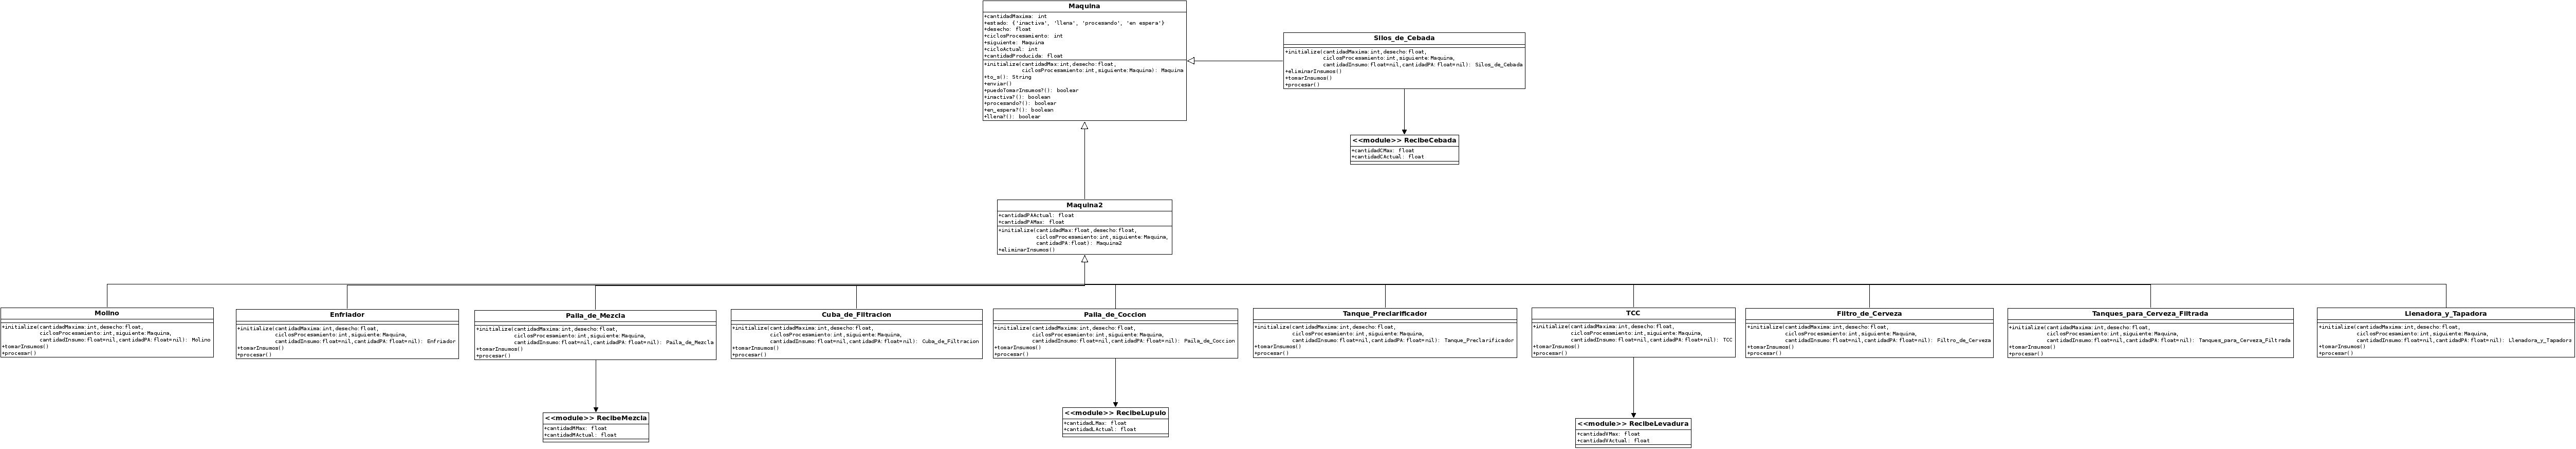 Maquina
+cantidadMaxima: int
+estado: {'inactiva', 'llena', 'procesando', 'en espera'}
+desecho: float
+ciclosProcesamiento: int
+siguiente: Maquina
+cicloActual: int
+cantidadProducida: float
+initialize(cantidadMax:int,desecho:float,
ciclosProcesamiento:int,siguiente:Maquina): Maquina
+to_s(): String
+enviar()
+puedoTomarInsumos?(): boolear
+inactiva?(): boolean
+procesando?(): boolear
+en_espera?(): boolean
+llena?(): boolear
Silos_de_Cebada
+initialize(cantidadMaxima:int,desecho:float,
ciclosProcesamiento:int,siguiente:Maquina,
cantidadInsumo:float=nil,cantidadPA:float=nil): Silos_de_Cebada
+eliminarInsumos()
+tomarInsumos()
+procesar()
<<module>> RecibeCebada
+cantidadCMax: float
+cantidadCActual: float
Maquina2
+cantidadPAActual: float
+cantidadPAMax: float
+initialize(cantidadMax:float,desecho:float,
ciclosProcesamiento:int,siguiente:Maquina,
cantidadPA:float): Maquina2
+eliminarInsumos()
Molino
+initialize(cantidadMaxima:int,desecho:float,
ciclosProcesamiento:int,siguiente:Maquina,
cantidadInsumo:float=nil,cantidadPA:float=nil): Molino
+tomarInsumos()
+procesar()
Enfriador
+initialize(cantidadMaxima:int,desecho:float,
ciclosProcesamiento:int,siguiente:Maquina,
cantidadInsumo:float=nil,cantidadPA:float=nil): Enfriador
+tomarInsumos()
+procesar()
Paila_de_Mezcla
+initialize(cantidadMaxima:int,desecho:float,
ciclosProcesamiento:int,siguiente:Maquina,
cantidadInsumo:float=nil,cantidadPA:float=nil): Paila_de_Mezcla
+tomarInsumos()
+procesar()
Cuba_de_Filtracion
+initialize(cantidadMaxima:int,desecho:float,
ciclosProcesamiento:int,siguiente:Maquina,
cantidadInsumo:float=nil,cantidadPA:float=nil): Cuba_de_Filtracion
+tomarInsumos()
+procesar()
Paila_de_Coccion
+initialize(cantidadMaxima:int,desecho:float,
ciclosProcesamiento:int,siguiente:Maquina,
cantidadInsumo:float=nil,cantidadPA:float=nil): Paila_de_Coccion
+tomarInsumos()
+procesar()
Tanque_Preclarificador
+initialize(cantidadMaxima:int,desecho:float,
ciclosProcesamiento:int,siguiente:Maquina,
cantidadInsumo:float=nil,cantidadPA:float=nil): Tanque_Preclarificador
+tomarInsumos()
+procesar()
TCC
+initialize(cantidadMaxima:int,desecho:float,
ciclosProcesamiento:int,siguiente:Maquina,
cantidadInsumo:float=nil,cantidadPA:float=nil): TCC
+tomarInsumos()
+procesar()
Filtro_de_Cerveza
+initialize(cantidadMaxima:int,desecho:float,
ciclosProcesamiento:int,siguiente:Maquina,
cantidadInsumo:float=nil,cantidadPA:float=nil): Filtro_de_Cerveza
+tomarInsumos()
+procesar()
Tanques_para_Cerveza_Filtrada
+initialize(cantidadMaxima:int,desecho:float,
ciclosProcesamiento:int,siguiente:Maquina,
cantidadInsumo:float=nil,cantidadPA:float=nil): Tanques_para_Cerveza_Filtrada
+tomarInsumos()
+procesar()
Llenadora_y_Tapadora
+initialize(cantidadMaxima:int,desecho:float,
ciclosProcesamiento:int,siguiente:Maquina,
cantidadInsumo:float=nil,cantidadPA:float=nil): Llenadora_y_Tapadors
+tomarInsumos()
+procesar()
<<module>> RecibeMezcla
+cantidadMMax: float
+cantidadMActual: float
<<module>> RecibeLupulo
+cantidadLMax: float
+cantidadLActual: float
<<module>> RecibeLevadura
+cantidadVMax: float
+cantidadVActual: float